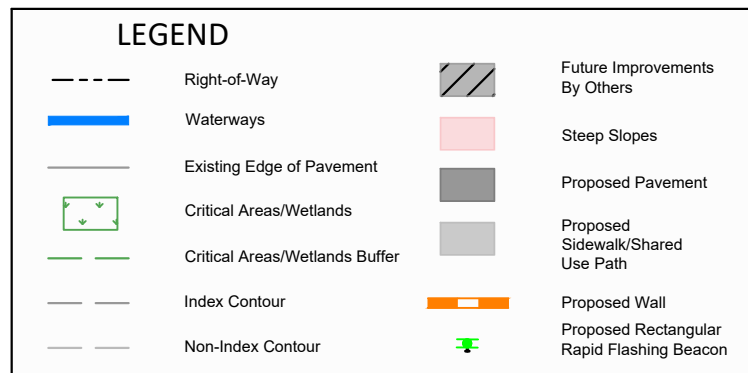 LEGEND
Right-of-Way
Waterways
Existing Edge of Pavement
Critical Areas/Wetlands
Critical Areas/Wetlands Buffer
Index Contour
Non-Index Contour
Future Improvements
By Others
Steep Slopes
Proposed Pavement
Proposed
Sidewalk/Shared
Use Path
Proposed Wall
Proposed Rectangular
Rapid Flashing Beacon